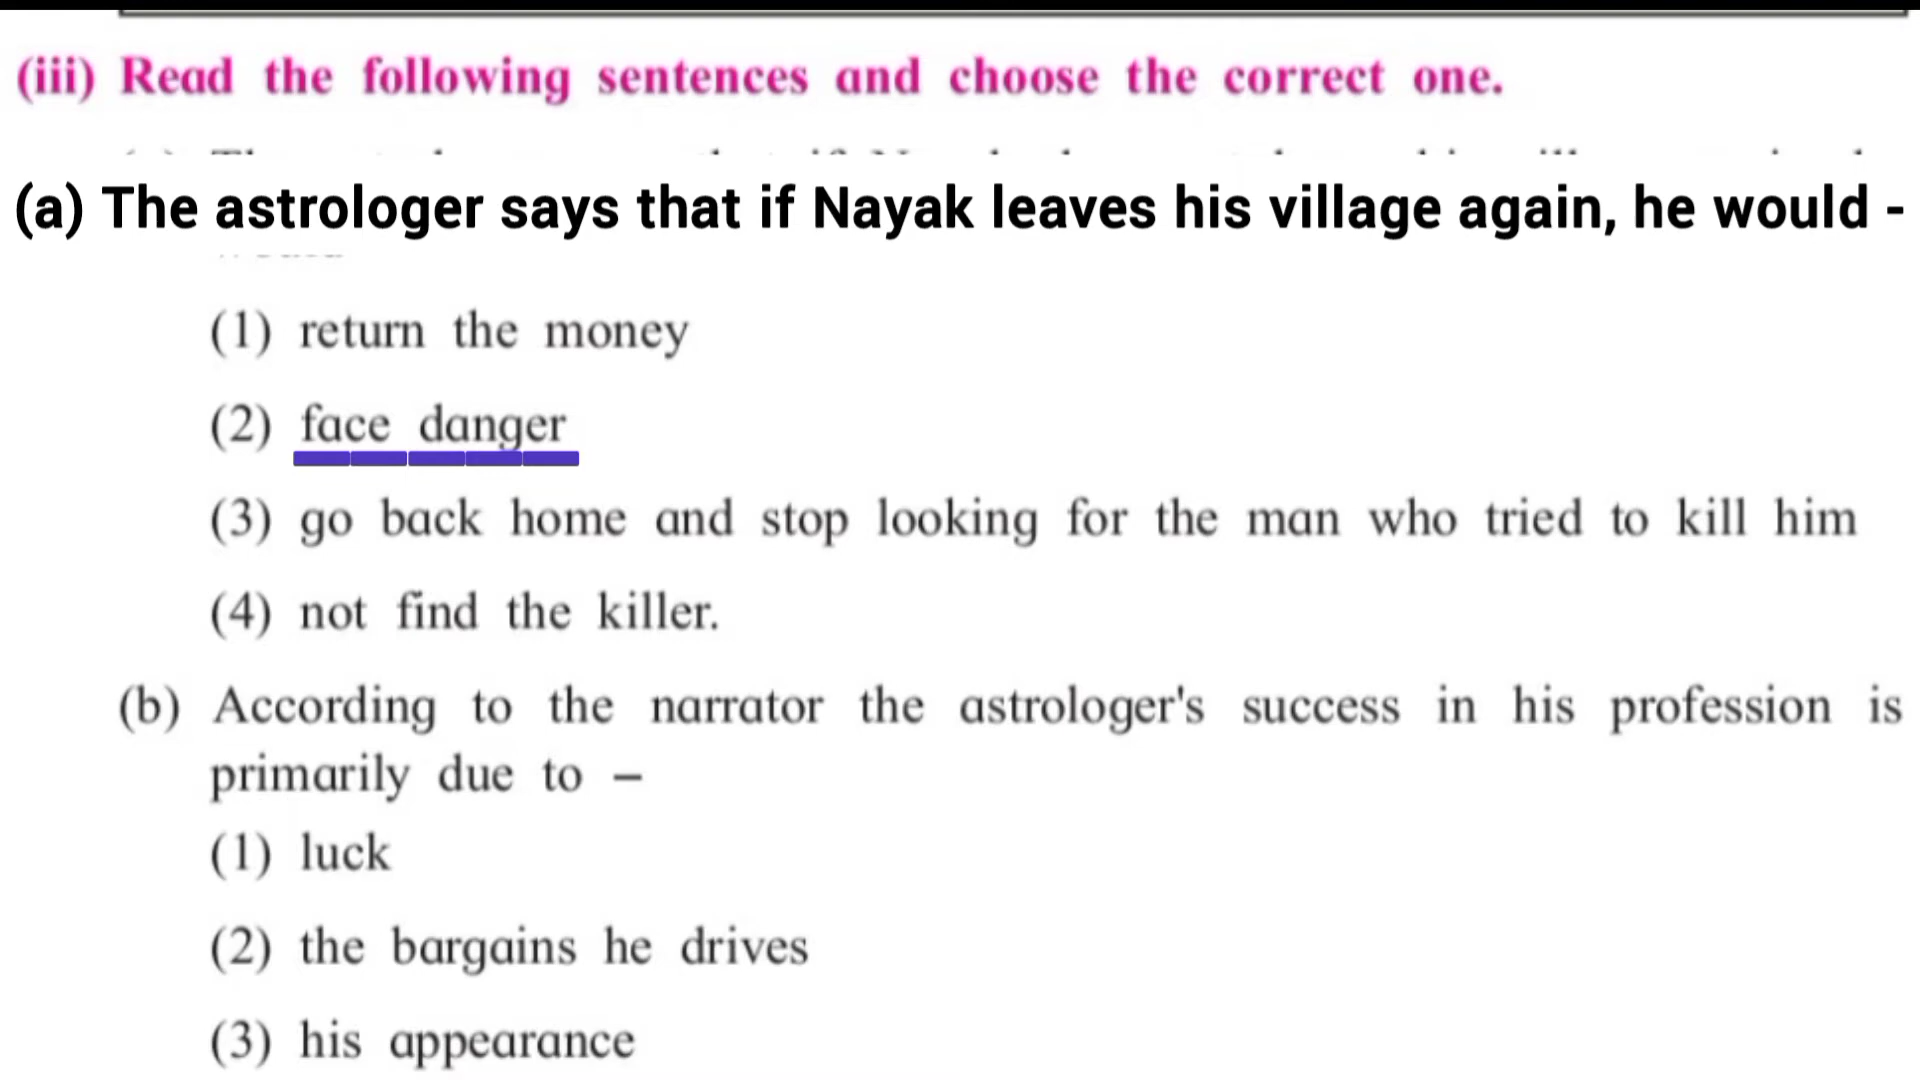 (iii) Read the following sentences and choose the correct one.
(a) The astrologer says that if Nayak leaves his village again, he would -
(1) return the money
(2) face danger
(3) go back home and stop looking for the man who tried to kill him
(4) not find the killer.
(b) According to the narrator the astrologer's success in his profession is
primarily due to –
(1) luck
(2) the bargains he drives
(3) his appearance